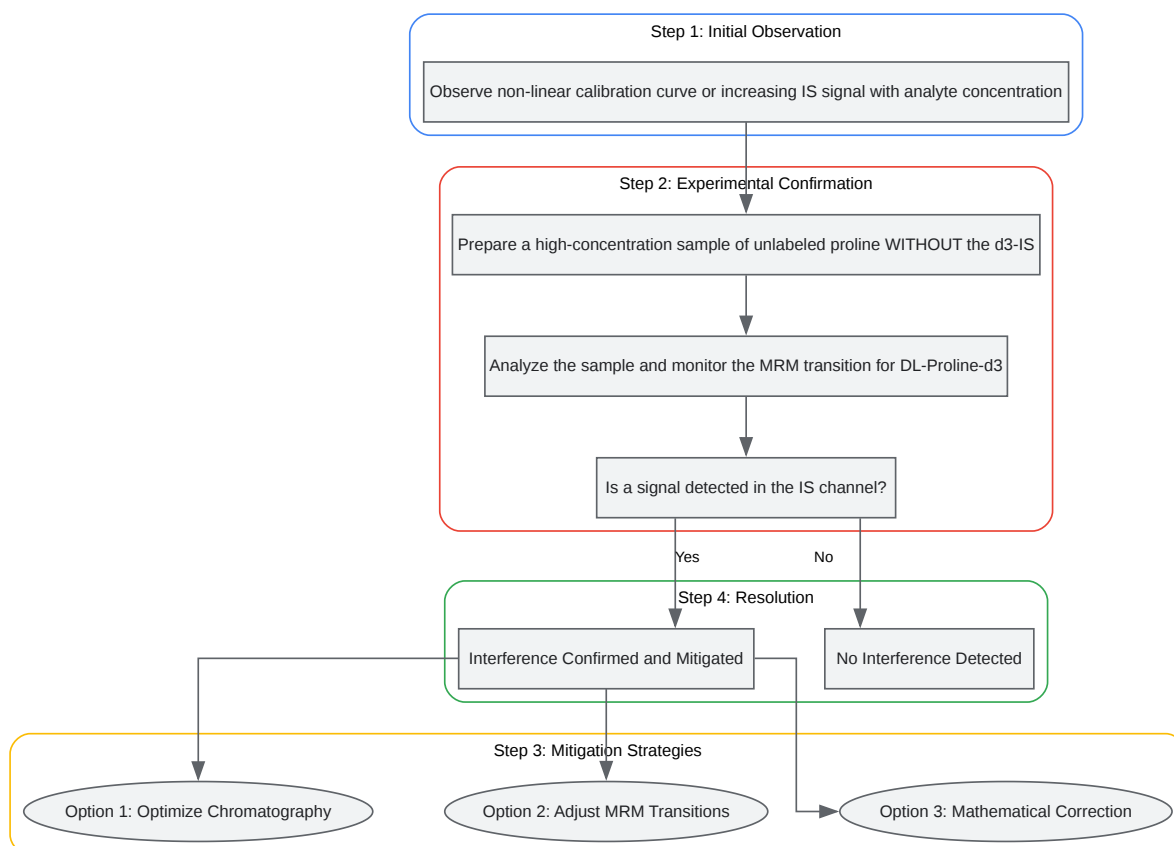 Step 1: Initial Observation
Observe non-linear calibration curve or increasing IS signal with analyte concentration
Step 2: Experimental Confirmation
Prepare a high-concentration sample of unlabeled proline WITHOUT the d3-IS
Analyze the sample and monitor the MRM transition for DL-Proline-d3
Is a signal detected in the IS channel?
Yes
No
Step 4: Resolution
Interference Confirmed and Mitigated
No Interference Detected
Step 3: Mitigation Strategies
Option 1: Optimize Chromatography
Option 2: Adjust MRM Transitions
Option 3: Mathematical Correction